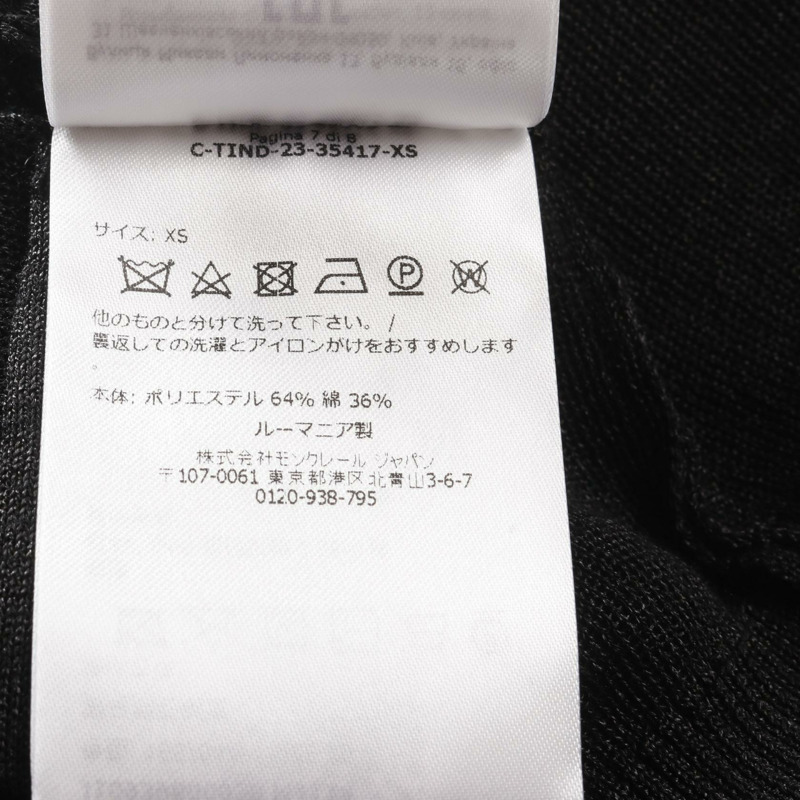 Pagina 7 di 8
C-TIND-23-35417-XS
サイズ: XS
P
W
他のものと分けて洗って下さい。 /
裏返しての洗濯とアイロンがけをおすすめします
。
本体: ポリエステル 64% 綿 36%
ルーマニア製
株式会社モンクレール ジャパン
〒107-0061 東京都港区北青山3-6-7
0120-938-795